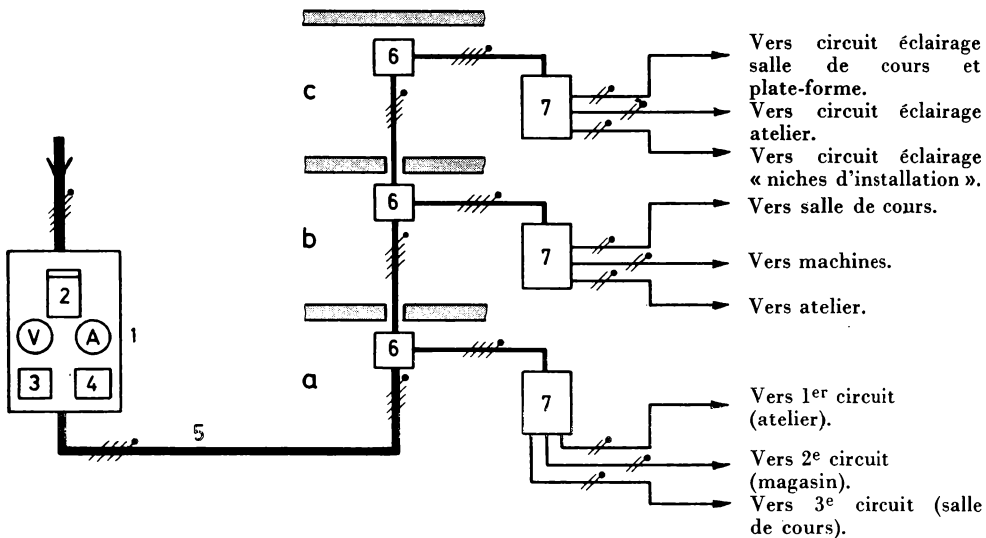 6
c
7
Vers circuit éclairage
salle de cours et
plate-forme.
Vers circuit éclairage
atelier.
Vers circuit éclairage
« niches d'installation ».
6
b
7
Vers salle de cours.
Vers machines.
Vers atelier.
2
V
A
1
3
4
5
6
a
7
Vers 1er circuit
(atelier).
Vers 2e circuit
(magasin).
Vers 3e circuit (salle
de cours).